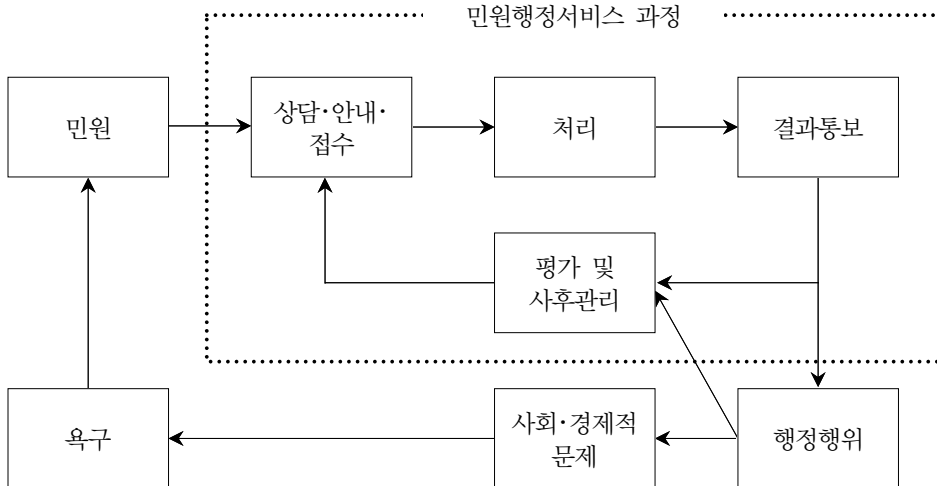 민원행정서비스 과정
민원
상담·안내·
접수
처리
결과통보
평가 및
사후관리
욕구
사회·경제적
문제
행정행위